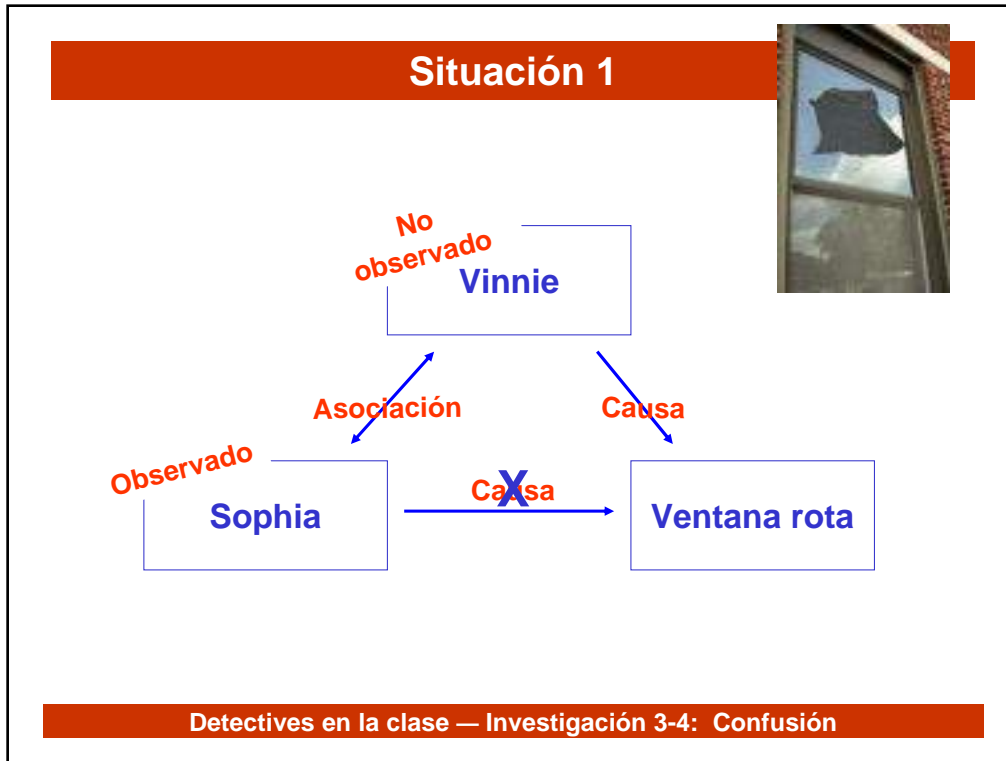 Situación 1
No
observado
Vinnie
Asociación
Causa
Observado
Causa
X
Sophia
Ventana rota
Detectives en la clase — Investigación 3-4: Confusión